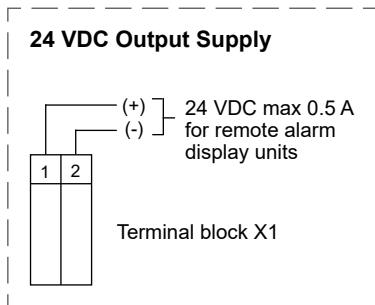 24 VDC Output Supply
(+)
(-)
24 VDC max 0.5 A
for remote alarm
display units
1 2
Terminal block X1